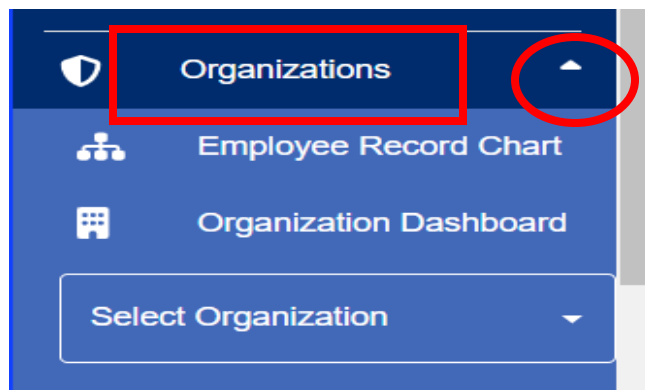 Organizations
Employee Record Chart
Organization Dashboard
Select Organization